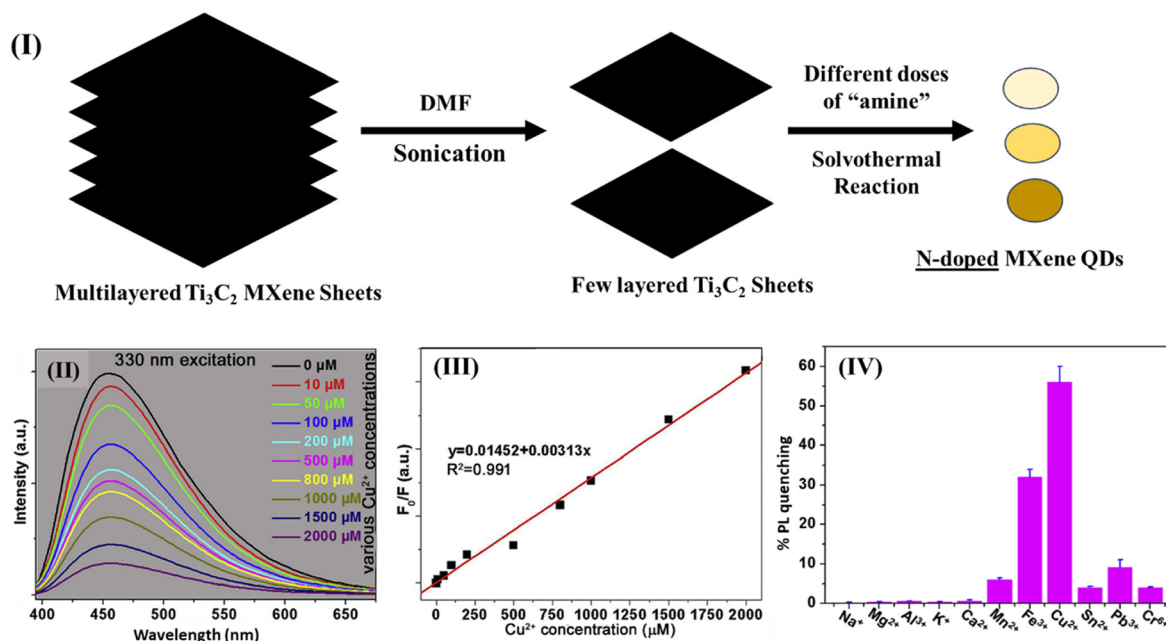 (I)
DMF
Sonication
Different doses
of “amine”
Solvothermal
Reaction
Multilayered Ti₃C₂ MXene Sheets
Few layered Ti₃C₂ Sheets
N-doped MXene QDs
(II)
330 nm excitation
0 µM
10 µM
50 µM
100 µM
200 µM
500 µM
800 µM
1000 µM
1500 µM
2000 µM
various Cu²⁺ concentrations
Intensity (a.u.)
400 450 500 550 600 650
Wavelength (nm)
(III)
y=0.01452+0.00313x
R²=0.991
F₀/F (a.u.)
0 250 500 750 1000 1250 1500 1750 2000
Cu²⁺ concentration (µM)
(IV)
% PL quenching
60
50
40
30
20
10
0
Na⁺ Mg²⁺ Al³⁺ K⁺ Ca²⁺ Mn²⁺ Fe³⁺ Cu²⁺ Sn²⁺ Pb³⁺ Cr⁶⁺